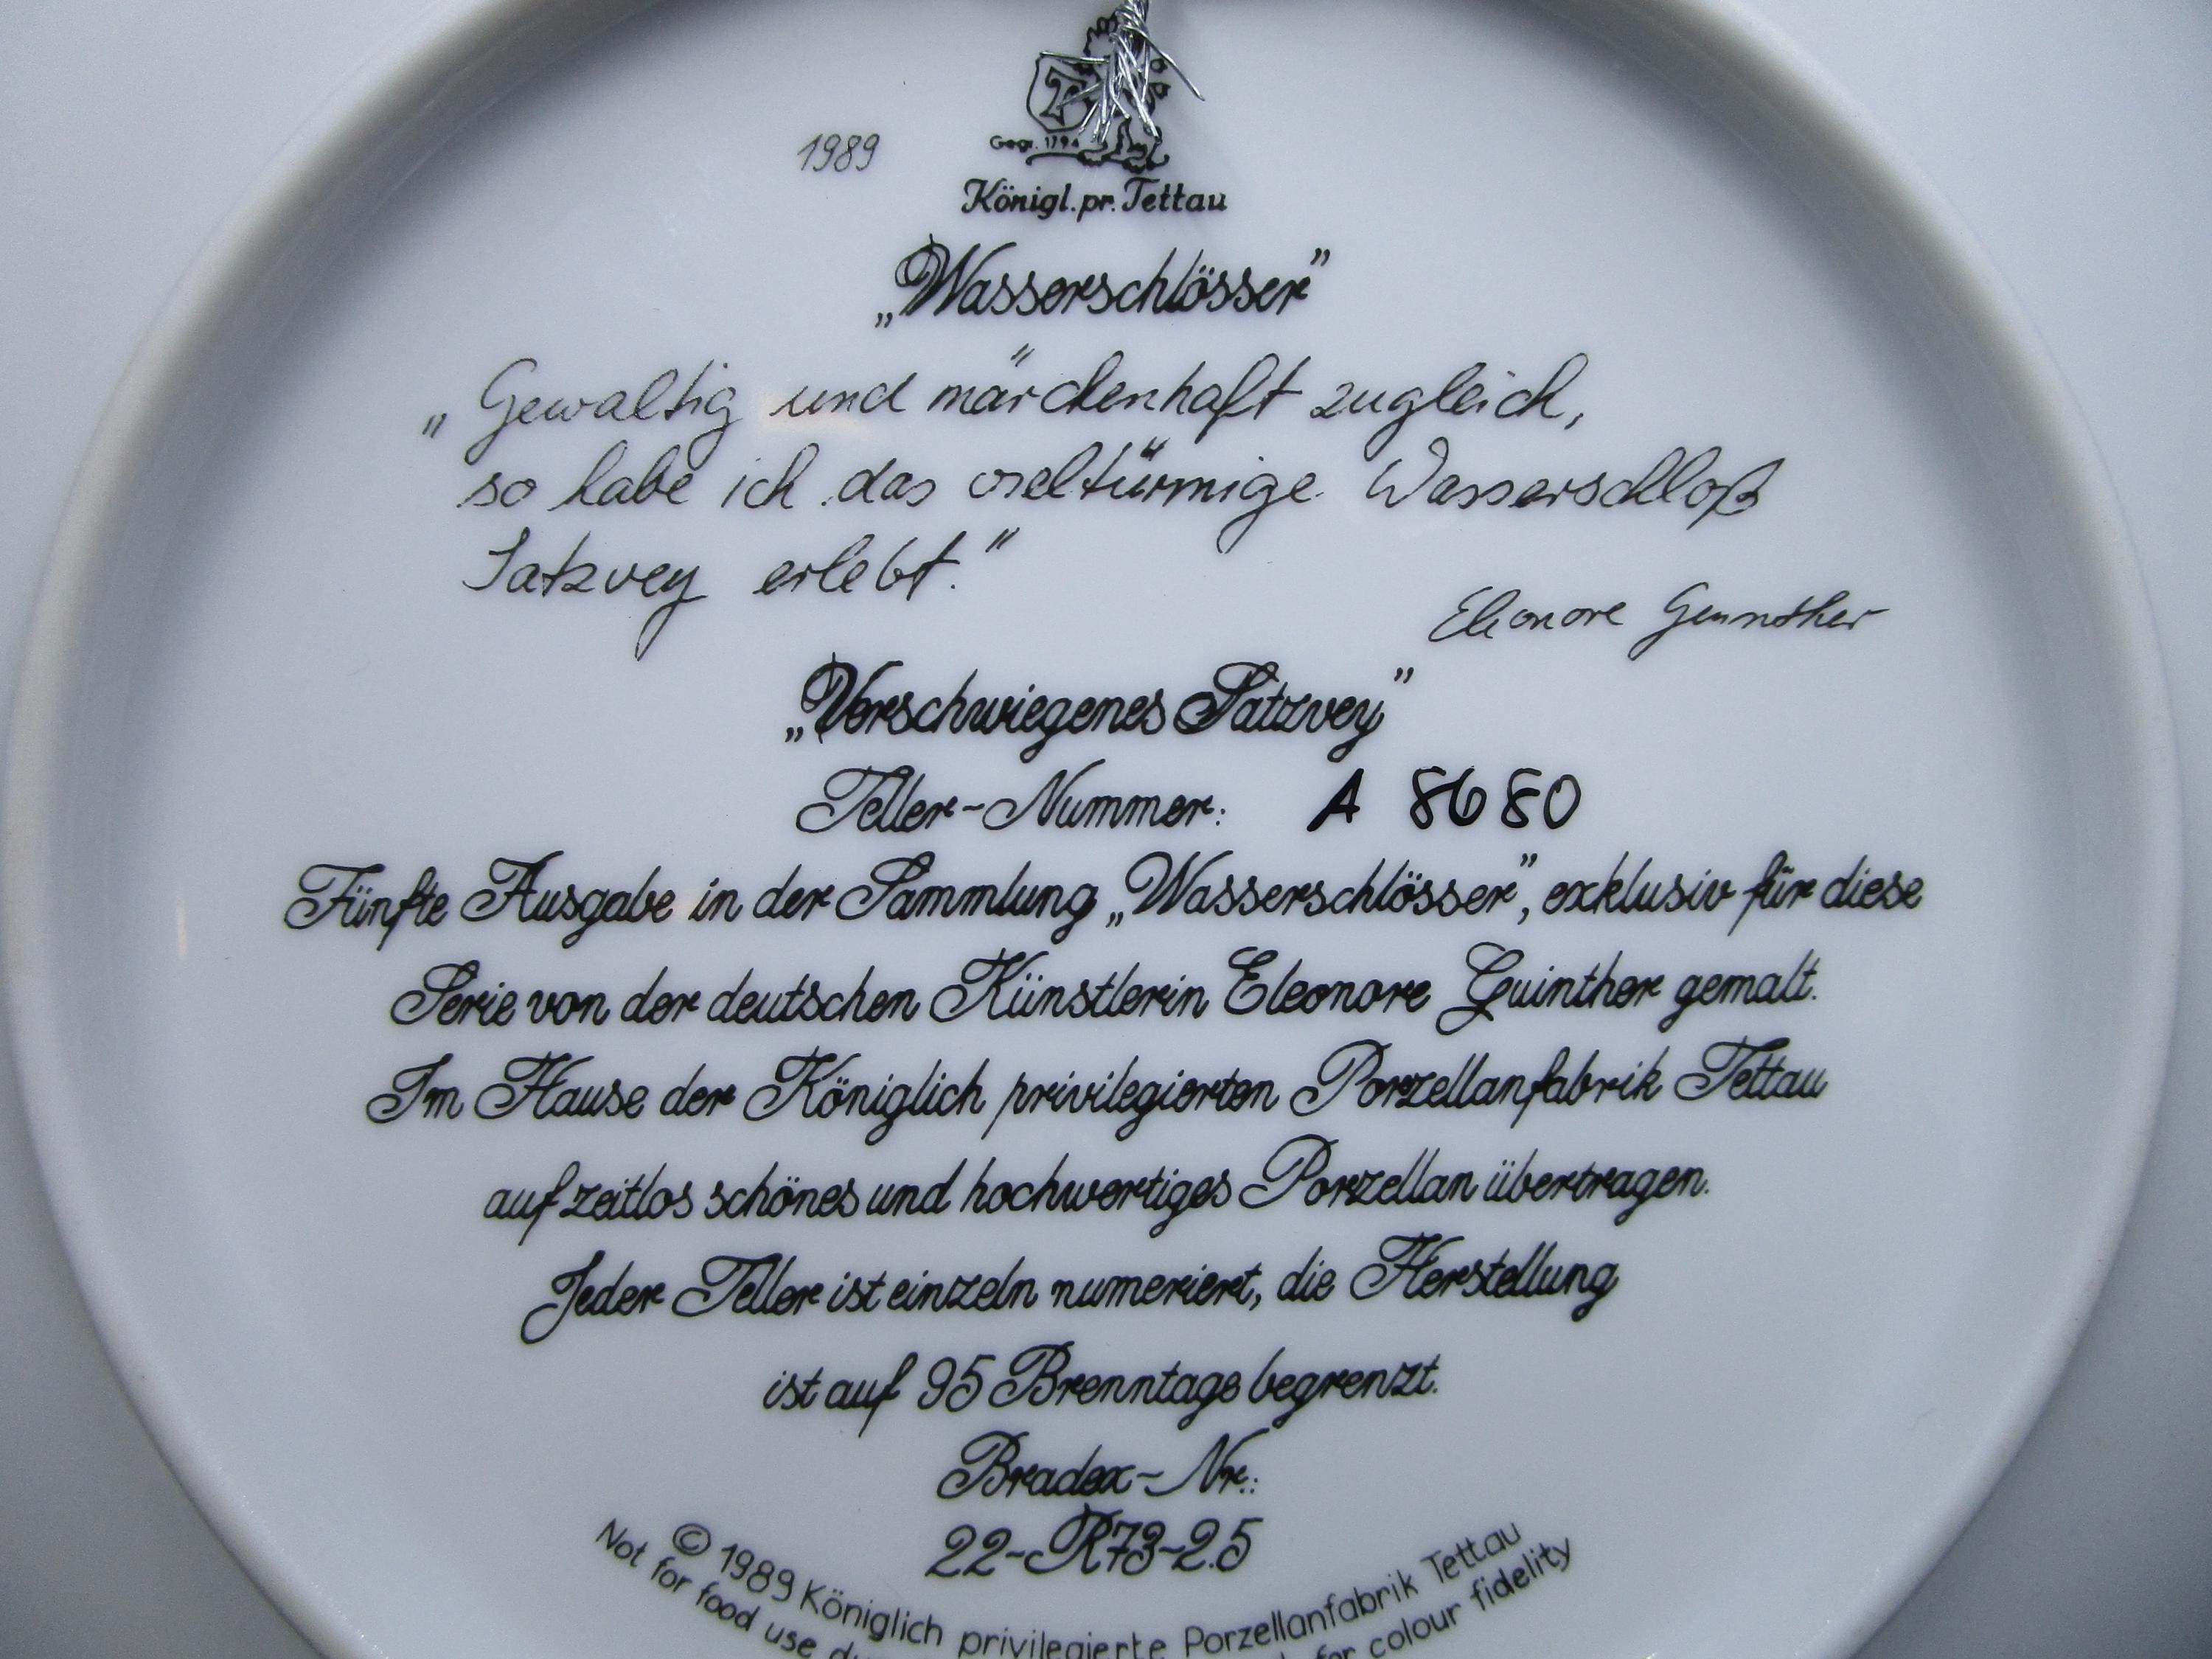 1989
Gegr. 1794
Königl. pr. Tettau
„Wasserschlösser”
„Gewaltig und märchenhaft zugleich,
so habe ich das vieltürmige Wasserschloß
Satzvey erlebt."
Eleonore Guinther
„Verschwiegenes Satzvey”
Teller-Nummer: A 8680
Fünfte Ausgabe in der Sammlung „Wasserschlösser”, exklusiv für diese
Serie von der deutschen Künstlerin Eleonore Guinther gemalt.
Im Hause der Königlich privilegierten Porzellanfabrik Tettau
auf zeitlos schönes und hochwertiges Porzellan übertragen.
Jeder Teller ist einzeln numeriert, die Herstellung
ist auf 95 Brenntage begrenzt.
Bradex-Nr.:
22-R73-2.5
© 1989 Königlich privilegierte Porzellanfabrik Tettau
Not for food use for colour fidelity